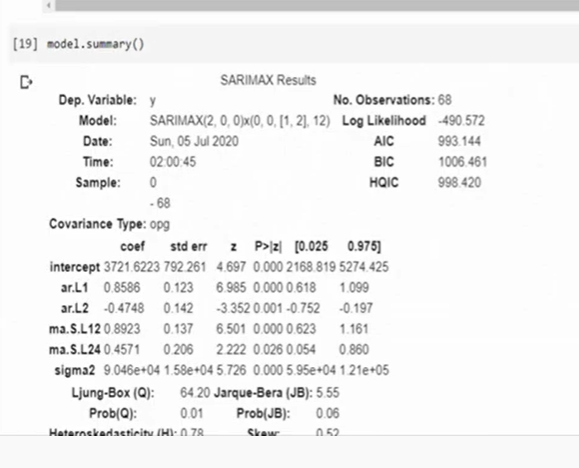 [19] model.summary()
SARIMAX Results
Dep. Variable: y No. Observations: 68
Model: SARIMAX(2, 0, 0)x(0, 0, [1, 2], 12) Log Likelihood -490.572
Date: Sun, 05 Jul 2020 AIC 993.144
Time: 02:00:45 BIC 1006.461
Sample: 0 HQIC 998.420
- 68
Covariance Type: opg
coef std err z P>|z| [0.025 0.975]
intercept 3721.6223 792.261 4.697 0.000 2168.819 5274.425
ar.L1 0.8586 0.123 6.985 0.000 0.618 1.099
ar.L2 -0.4748 0.142 -3.352 0.001 -0.752 -0.197
ma.S.L12 0.8923 0.137 6.501 0.000 0.623 1.161
ma.S.L24 0.4571 0.206 2.222 0.026 0.054 0.860
sigma2 9.046e+04 1.58e+04 5.726 0.000 5.95e+04 1.21e+05
Ljung-Box (Q): 64.20 Jarque-Bera (JB): 5.55
Prob(Q): 0.01 Prob(JB): 0.06
Heteroskedasticity (H): 0.78 Skew: 0.52